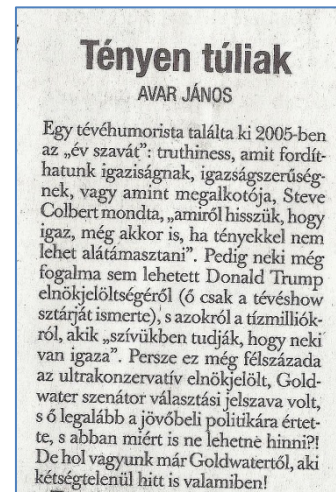 Tényen túliak
AVAR JÁNOS
Egy tévéhumorista találta ki 2005-ben
az „év szavát”: truthiness, amit fordít-
hatunk igaziságnak, igazságszerűség-
nek, vagy amint megalkotója, Steve
Colbert mondta, „amiről hisszük, hogy
igaz, még akkor is, ha tényekkel nem
lehet alátámasztani”. Pedig neki még
fogalma sem lehetett Donald Trump
elnökjelöltségéről (ő csak a tévéshow
sztárját ismerte), s azokról a tízmilliók-
ról, akik „szívükben tudják, hogy neki
van igaza”. Persze ez még félszázada
az ultrakonzervatív elnökjelölt, Gold-
water szenátor választási jelszava volt,
s ő legalább a jövőbeli politikára értet-
te, s abban miért is ne lehetne hinni?!
De hol vagyunk már Goldwatertől, aki
kétségtelenül hitt is valamiben!